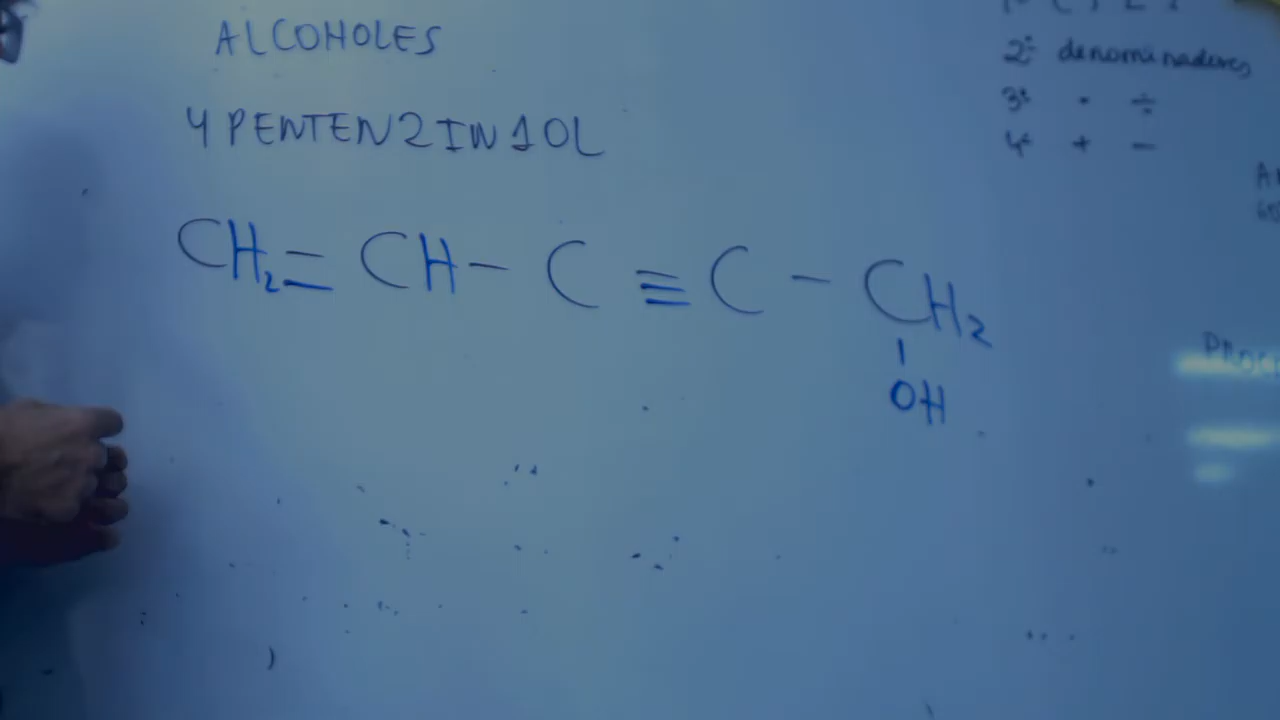 ALCOHOLES
4 PENTEN 2 IN 1 OL
CH₂ = CH - C ≡ C - CH₂
|
OH
2º denominadores
3º · ÷
4º + -